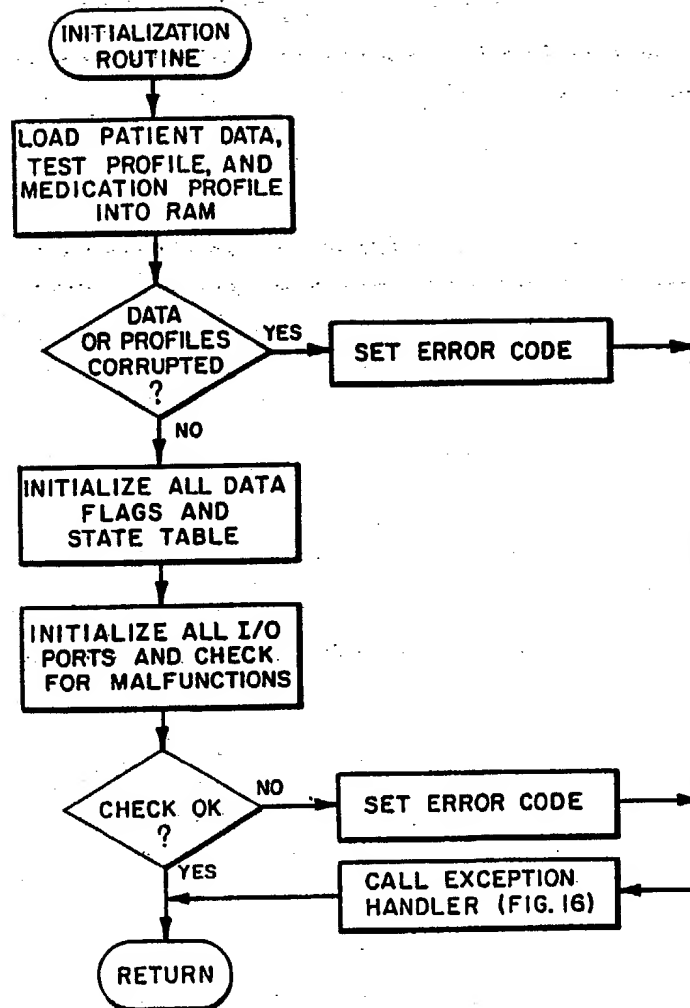 INITIALIZATION
ROUTINE
LOAD PATIENT DATA,
TEST PROFILE, AND
MEDICATION PROFILE
INTO RAM
DATA
OR PROFILES
CORRUPTED
?
YES
SET ERROR CODE
NO
INITIALIZE ALL DATA
FLAGS AND
STATE TABLE
INITIALIZE ALL I/O
PORTS AND CHECK
FOR MALFUNCTIONS
CHECK OK
?
NO
SET ERROR CODE
YES
CALL EXCEPTION
HANDLER (FIG. 16)
RETURN